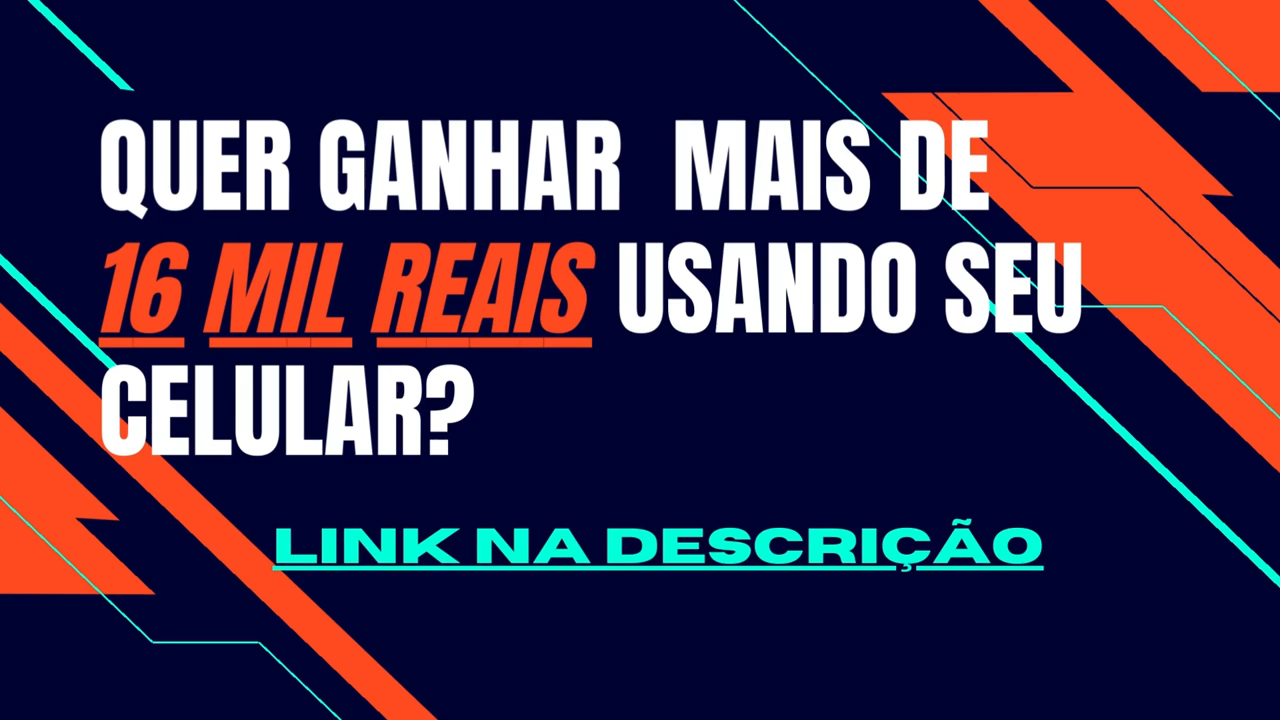 QUER GANHAR MAIS DE
16 MIL REAIS USANDO SEU
CELULAR?
LINK NA DESCRIÇÃO